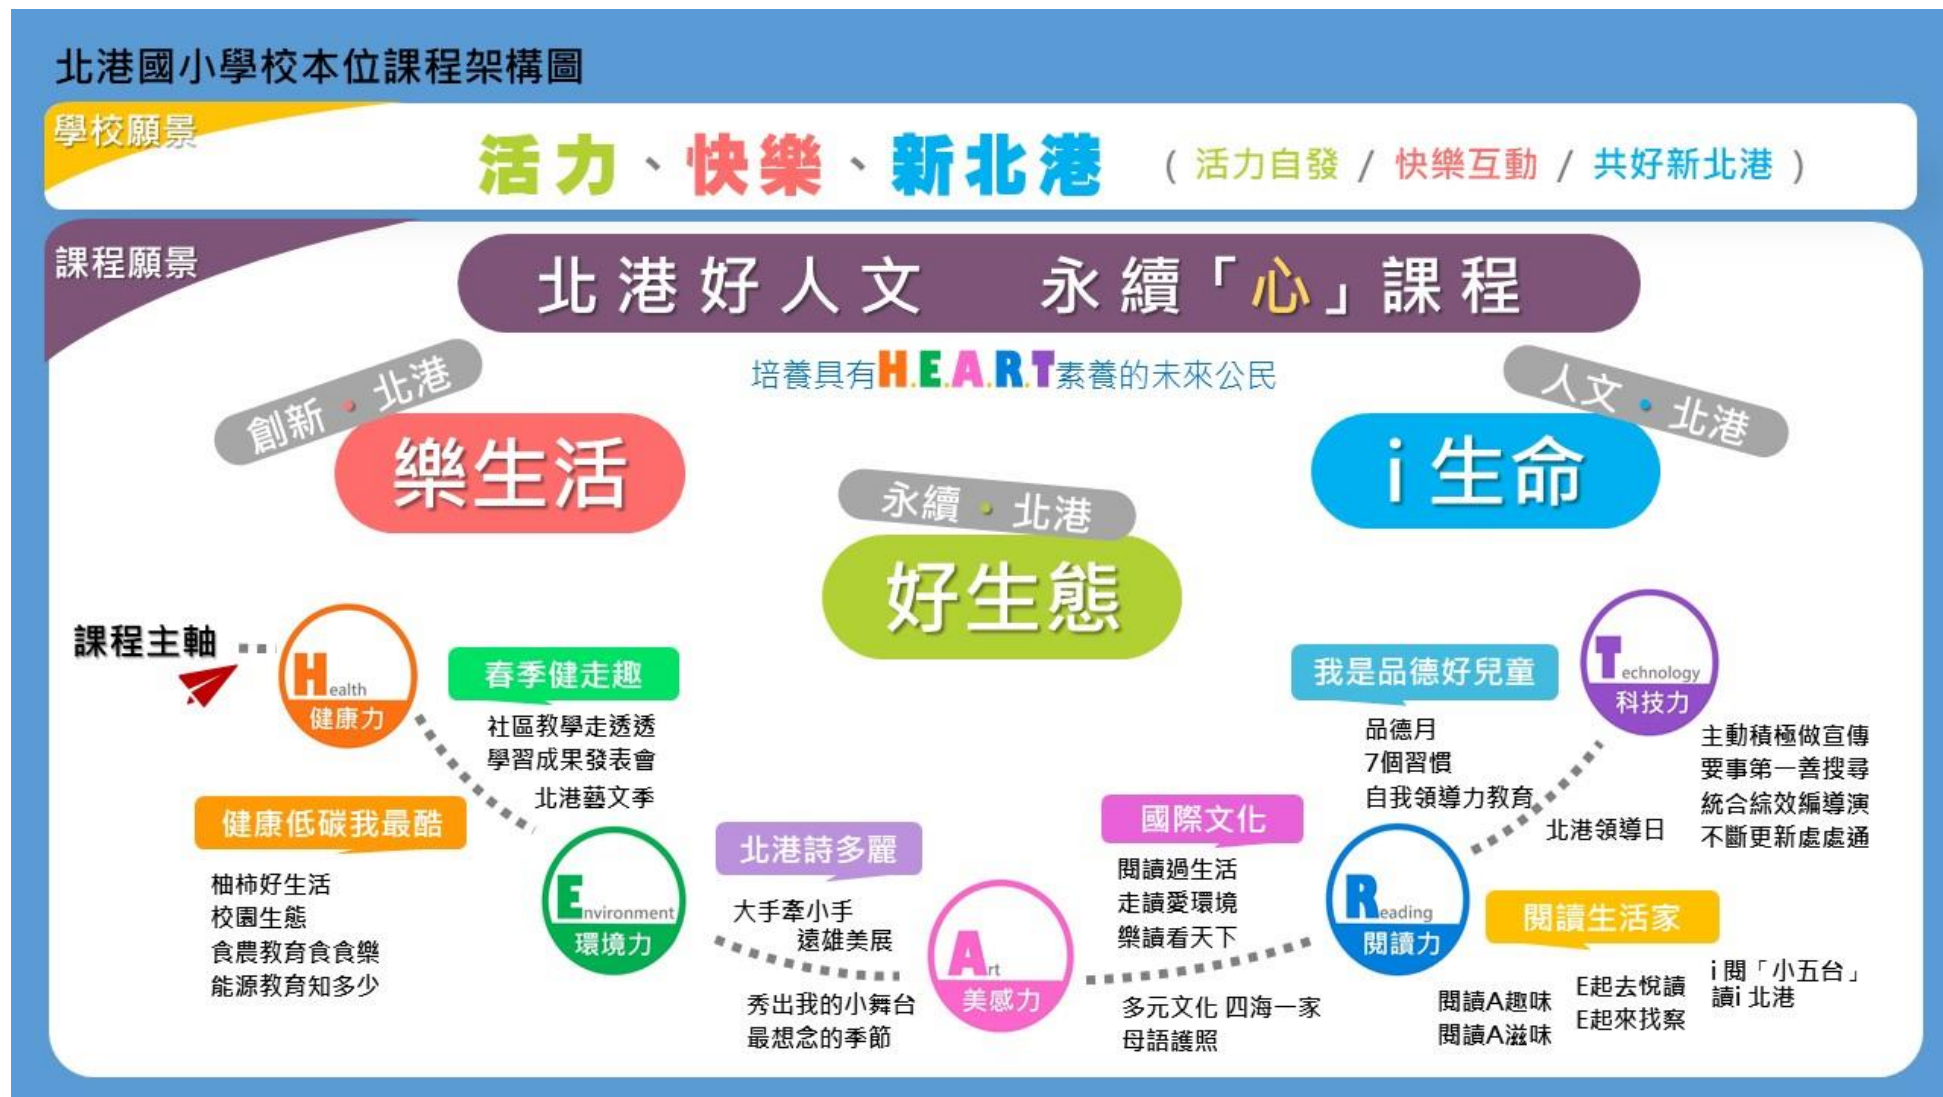 北港國小學校本位課程架構圖
學校願景
活力、快樂、新北港 ( 活力自發 / 快樂互動 / 共好新北港 )
課程願景
北港好人文 永續「心」課程
培養具有H.E.A.R.T素養的未來公民
創新・北港
樂生活
永續・北港
好生態
人文・北港
i 生命
課程主軸
Health
健康力
春季健走趣
社區教學走透透
學習成果發表會
北港藝文季
健康低碳我最酷
柚柿好生活
校園生態
食農教育食食樂
能源教育知多少
Environment
環境力
北港詩多麗
大手牽小手
遠雄美展
秀出我的小舞台
最想念的季節
Art
美感力
國際文化
閱讀過生活
走讀愛環境
樂讀看天下
多元文化 四海一家
母語護照
Reading
閱讀力
我是品德好兒童
品德月
7個習慣
自我領導力教育
北港領導日
閱讀生活家
閱讀A趣味
閱讀A滋味
E起去悅讀
E起來找察
i 閱「小五台」
讀i 北港
Technology
科技力
主動積極做宣傳
要事第一善搜尋
統合綜效編導演
不斷更新處處通